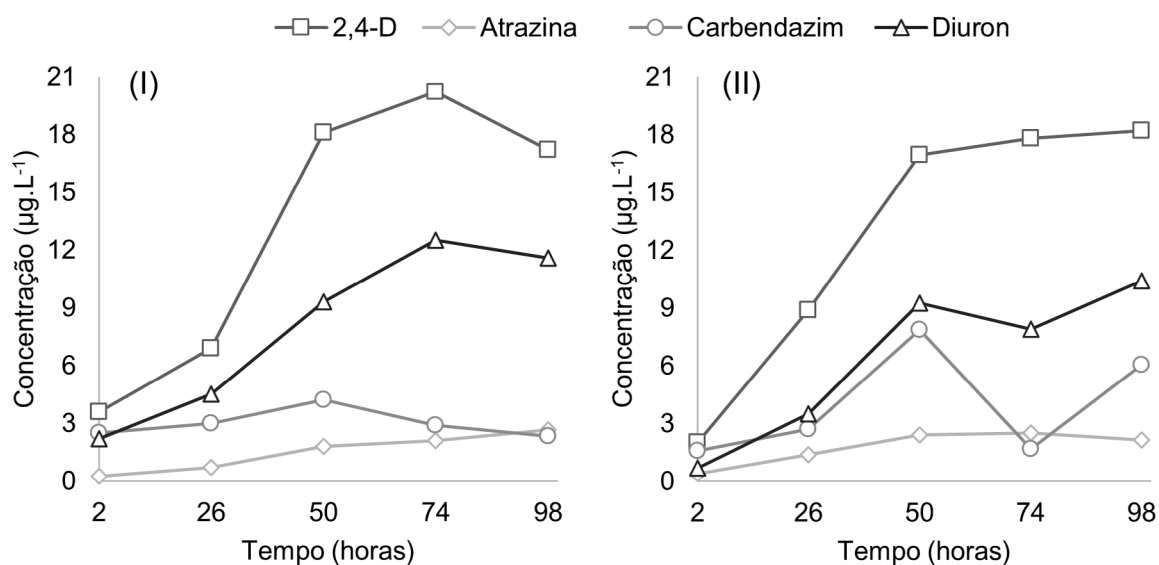 2,4-D Atrazina Carbendazim Diuron
(I)
Concentração (µg.L-1)
21
18
15
12
9
6
3
0
2 26 50 74 98
Tempo (horas)
(II)
Concentração (µg.L-1)
21
18
15
12
9
6
3
0
2 26 50 74 98
Tempo (horas)